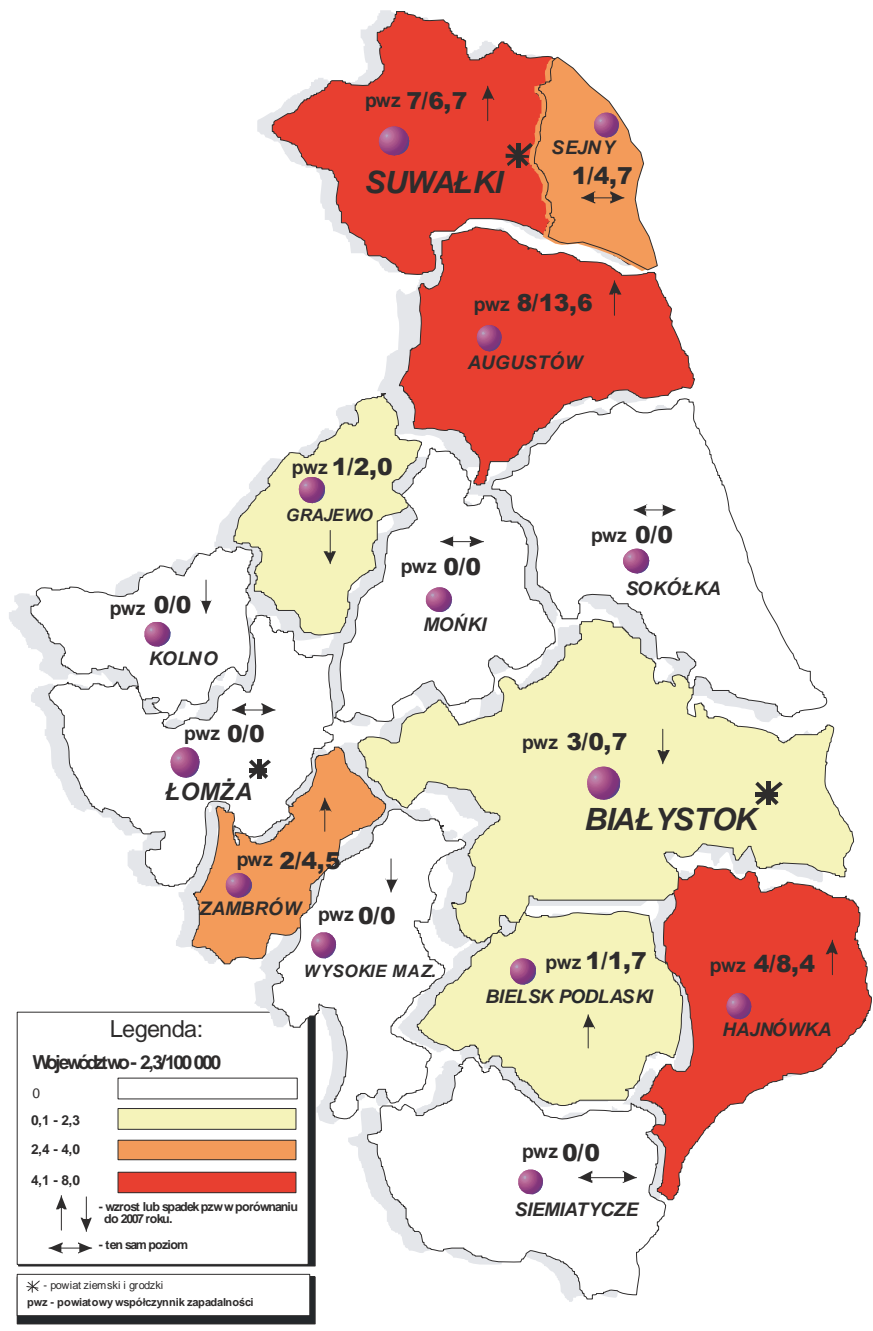 pwz 7/6,7
SUWAŁKI
SEJNY
1/4,7
pwz 8/13,6
AUGUSTÓW
pwz 1/2,0
GRAJEWO
pwz 0/0
MOŃKI
pwz 0/0
SOKÓŁKA
pwz 0/0
KOLNO
pwz 0/0
ŁOMŻA
pwz 3/0,7
BIAŁYSTOK
pwz 2/4,5
ZAMBRÓW
pwz 0/0
WYSOKIE MAZ.
pwz 1/1,7
BIELSK PODLASKI
pwz 4/8,4
HAJNÓWKA
pwz 0/0
SIEMIATYCZE
Legenda:
Województwo - 2,3/100 000
0
0,1 - 2,3
2,4 - 4,0
4,1 - 8,0
- wzrost lub spadek pzw w porównaniu
do 2007 roku.
- ten sam poziom
- powiat ziemski i grodzki
pwz - powiatowy współczynnik zapadalności